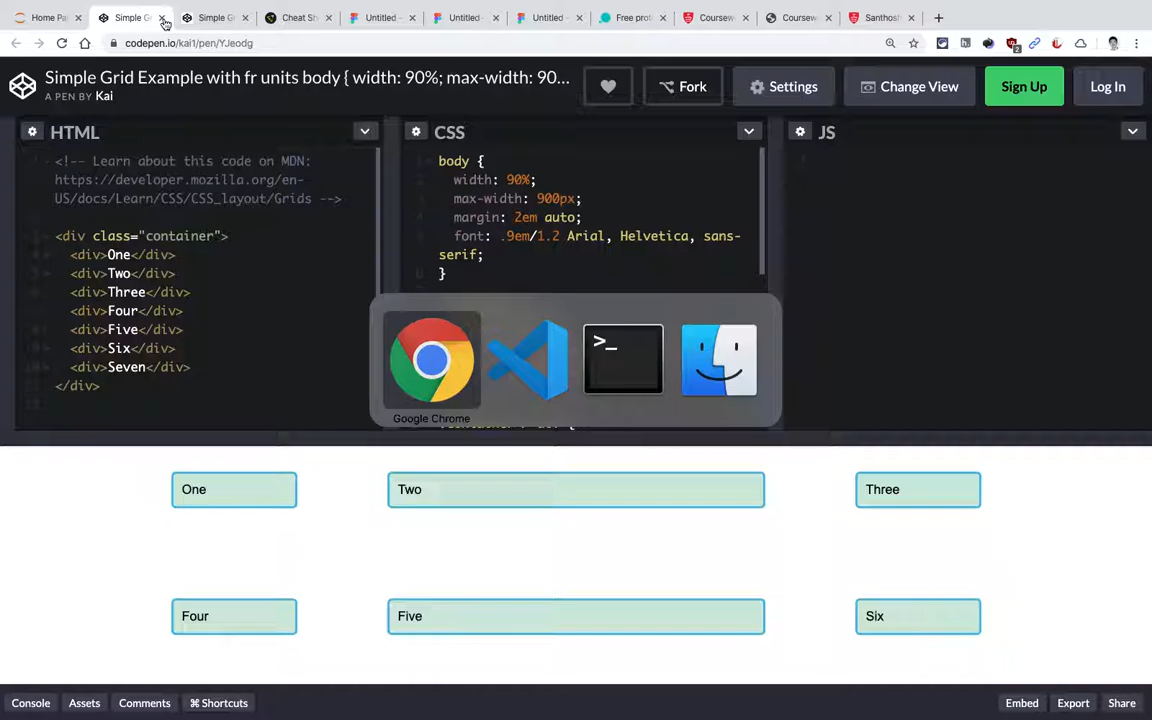 Home Pa
Simple G
Simple G
Cheat Sh
Untitled -
Untitled -
Untitled -
Free prot
Coursew
Coursew
Santhosh
codepen.io/kai1/pen/YJeodg
2
Simple Grid Example with fr units body { width: 90%; max-width: 90...
A PEN BY Kai
Fork
Settings
Change View
Sign Up
Log In
HTML
<!-- Learn about this code on MDN:
https://developer.mozilla.org/en-
US/docs/Learn/CSS/CSS_layout/Grids -->
<div class="container">
<div>One</div>
<div>Two</div>
<div>Three</div>
<div>Four</div>
<div>Five</div>
<div>Six</div>
<div>Seven</div>
</div>
CSS
body {
width: 90%;
max-width: 900px;
margin: 2em auto;
font: .9em/1.2 Arial, Helvetica, sans-
serif;
}
JS
>_
Google Chrome
One
Two
Three
Four
Five
Six
Console
Assets
Comments
⌘ Shortcuts
Embed
Export
Share